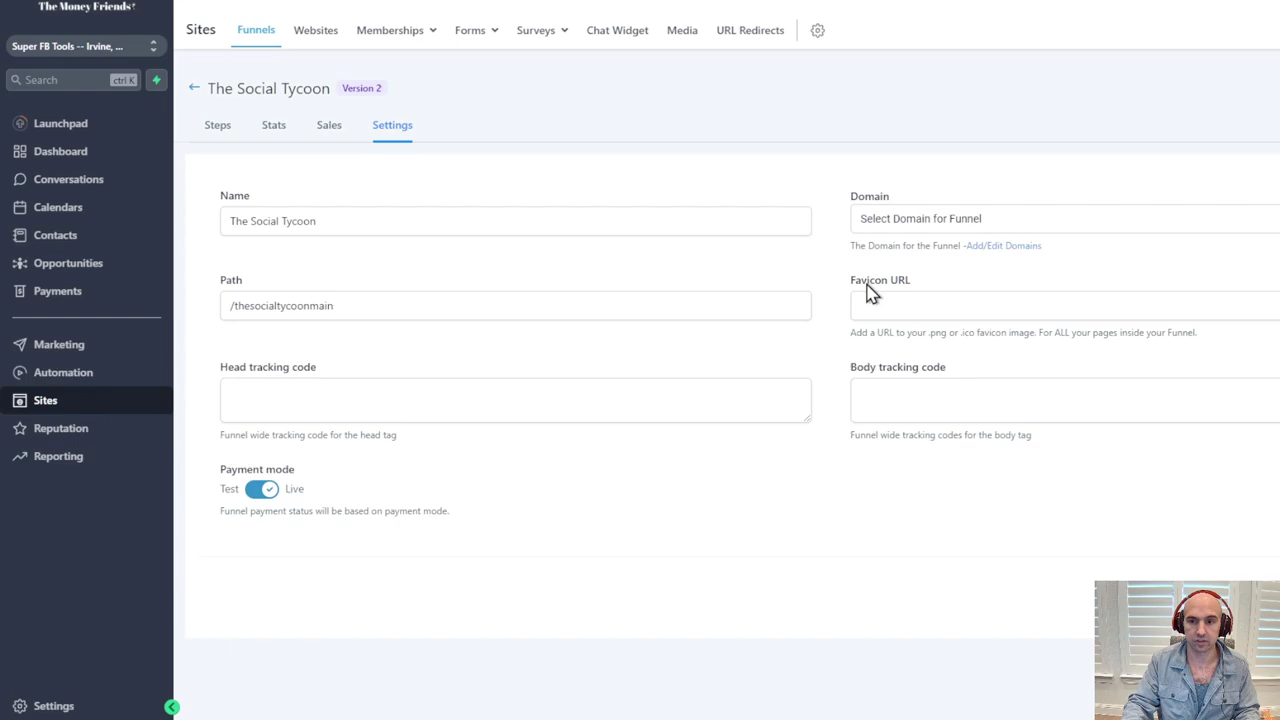 The Money Friends
Super FB Tools -- Irvine, ...
Search
ctrl K
Launchpad
Dashboard
Conversations
Calendars
Contacts
Opportunities
Payments
Marketing
Automation
Sites
Reputation
Reporting
Settings
Sites
Funnels
Websites
Memberships
Forms
Surveys
Chat Widget
Media
URL Redirects
The Social Tycoon
Version 2
Steps
Stats
Sales
Settings
Name
The Social Tycoon
Domain
Select Domain for Funnel
The Domain for the Funnel -Add/Edit Domains
Path
/thesocialtycoonmain
Favicon URL
Add a URL to your .png or .ico favicon image. For ALL your pages inside your Funnel.
Head tracking code
Funnel wide tracking code for the head tag
Body tracking code
Funnel wide tracking codes for the body tag
Payment mode
Test
Live
Funnel payment status will be based on payment mode.